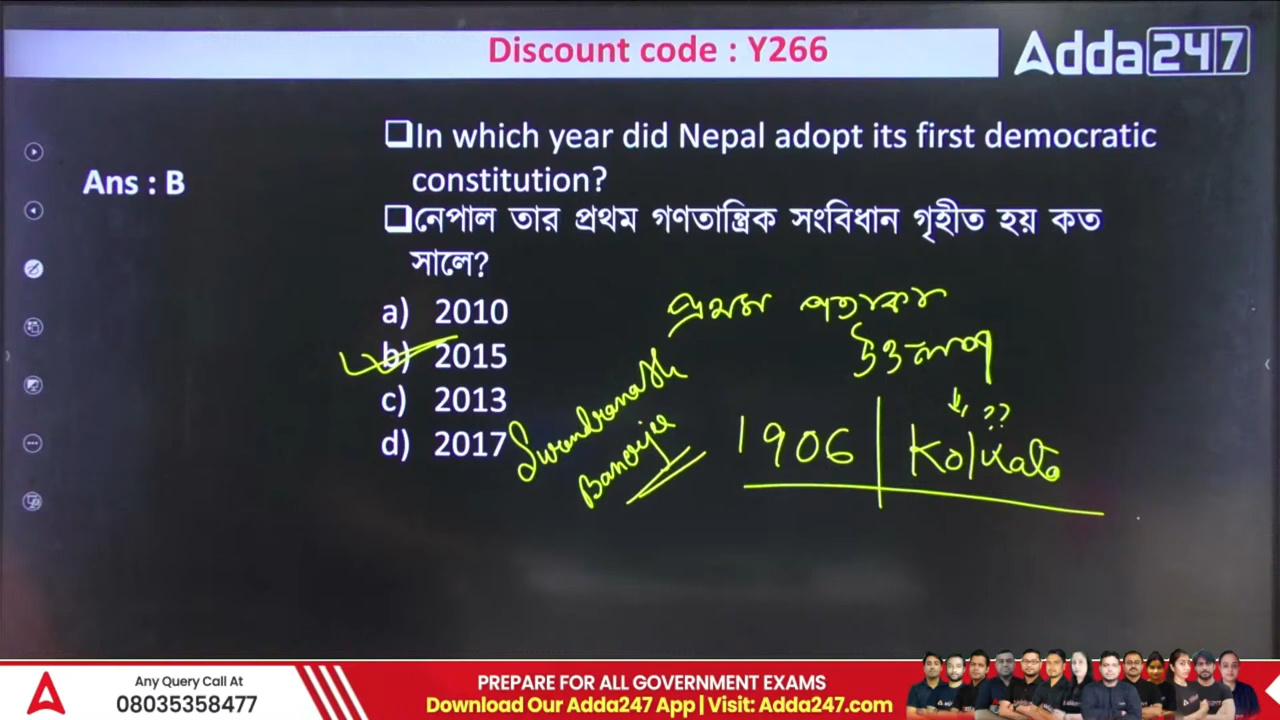 Discount code : Y266
Adda247
Ans : B
❑In which year did Nepal adopt its first democratic
constitution?
❑নেপাল তার প্রথম গণতান্ত্রিক সংবিধান গৃহীত হয় কত
সালে?
a) 2010
b) 2015
c) 2013
d) 2017
প্রথম পতাকা
Surendranath
Banerjee
1906 | Kolkata
??
Any Query Call At
08035358477
PREPARE FOR ALL GOVERNMENT EXAMS
Download Our Adda247 App | Visit: Adda247.com